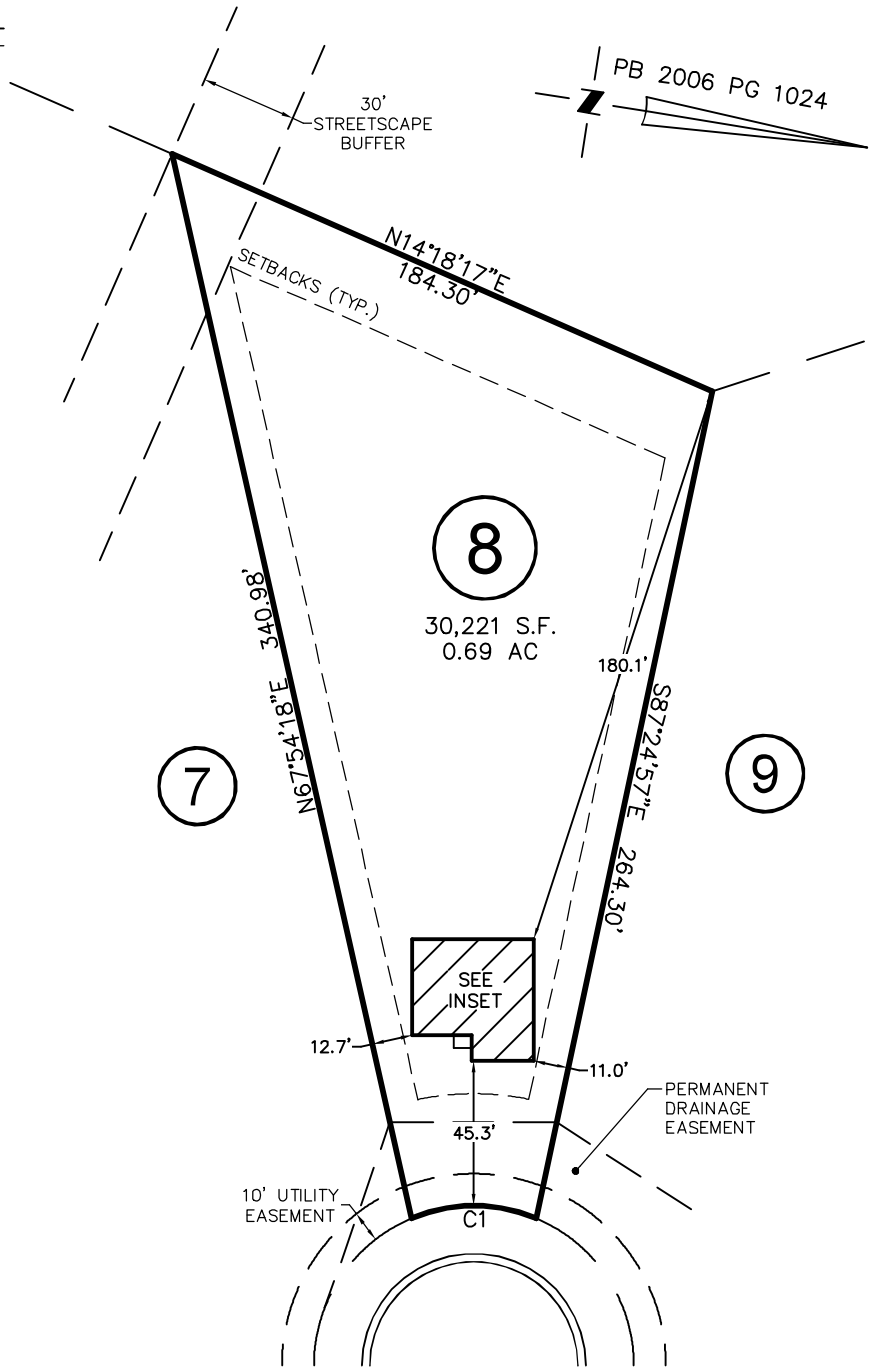 PB 2006 PG 1024
30'
STREETSCAPE
BUFFER
N14°18'17"E
184.30'
SETBACKS (TYP.)
8
30,221 S.F.
0.69 AC
180.1'
N67°54'18"E 340.98'
S87°24'57"E 264.30'
7
9
SEE
INSET
12.7'
11.0'
45.3'
PERMANENT
DRAINAGE
EASEMENT
10' UTILITY
EASEMENT
C1